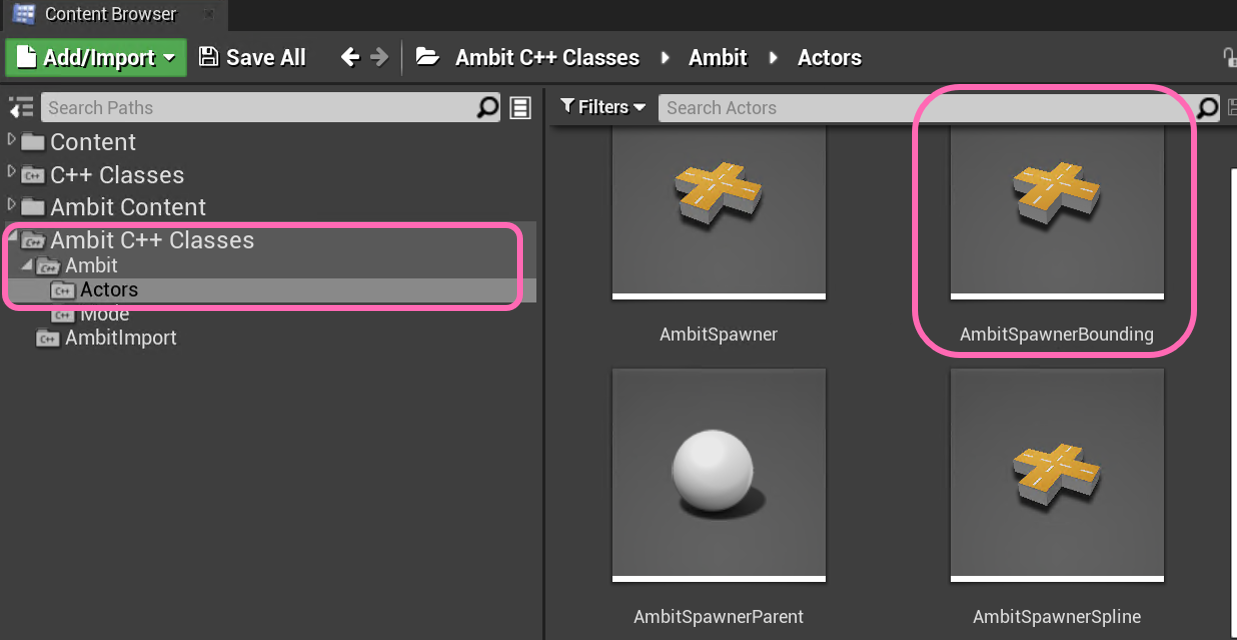 Content Browser
Add/Import Save All Ambit C++ Classes Ambit Actors
Search Paths
Filters Search Actors
Content
C++ Classes
Ambit Content
Ambit C++ Classes
Ambit
Actors
Mode
AmbitImport
AmbitSpawner AmbitSpawnerBounding
AmbitSpawnerParent AmbitSpawnerSpline